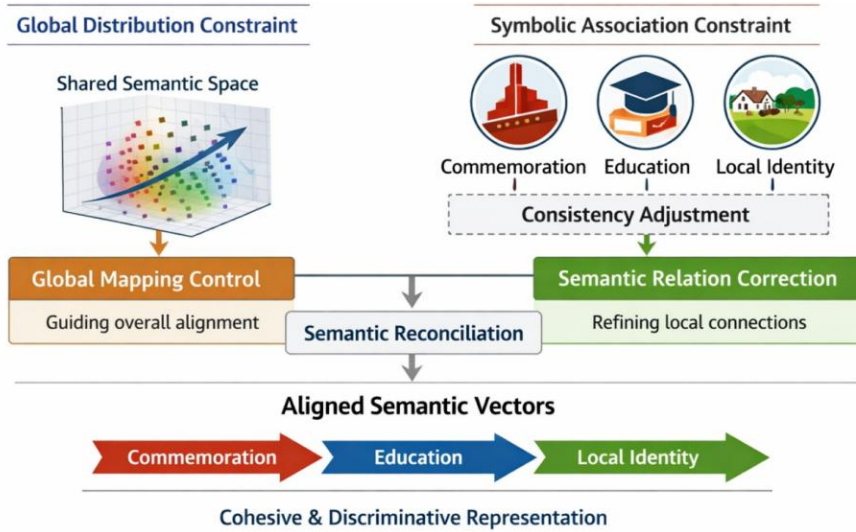 Global Distribution Constraint
Symbolic Association Constraint
Shared Semantic Space
Commemoration
Education
Local Identity
Consistency Adjustment
Global Mapping Control
Guiding overall alignment
Semantic Relation Correction
Refining local connections
Semantic Reconciliation
Aligned Semantic Vectors
Commemoration
Education
Local Identity
Cohesive & Discriminative Representation